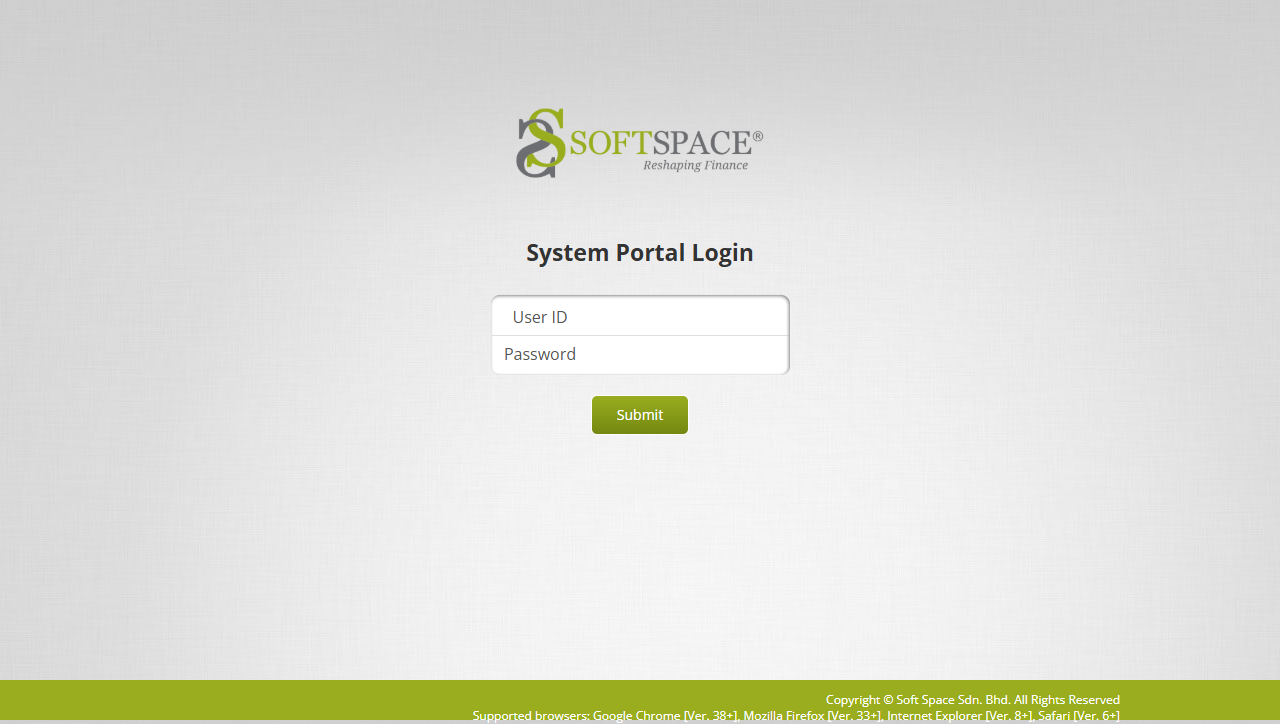 SOFTSPACE®
Reshaping Finance
System Portal Login
User ID
Password
Submit
Copyright © Soft Space Sdn. Bhd. All Rights Reserved
Supported browsers: Google Chrome [Ver. 38+], Mozilla Firefox [Ver. 33+], Internet Explorer [Ver. 8+], Safari [Ver. 6+]